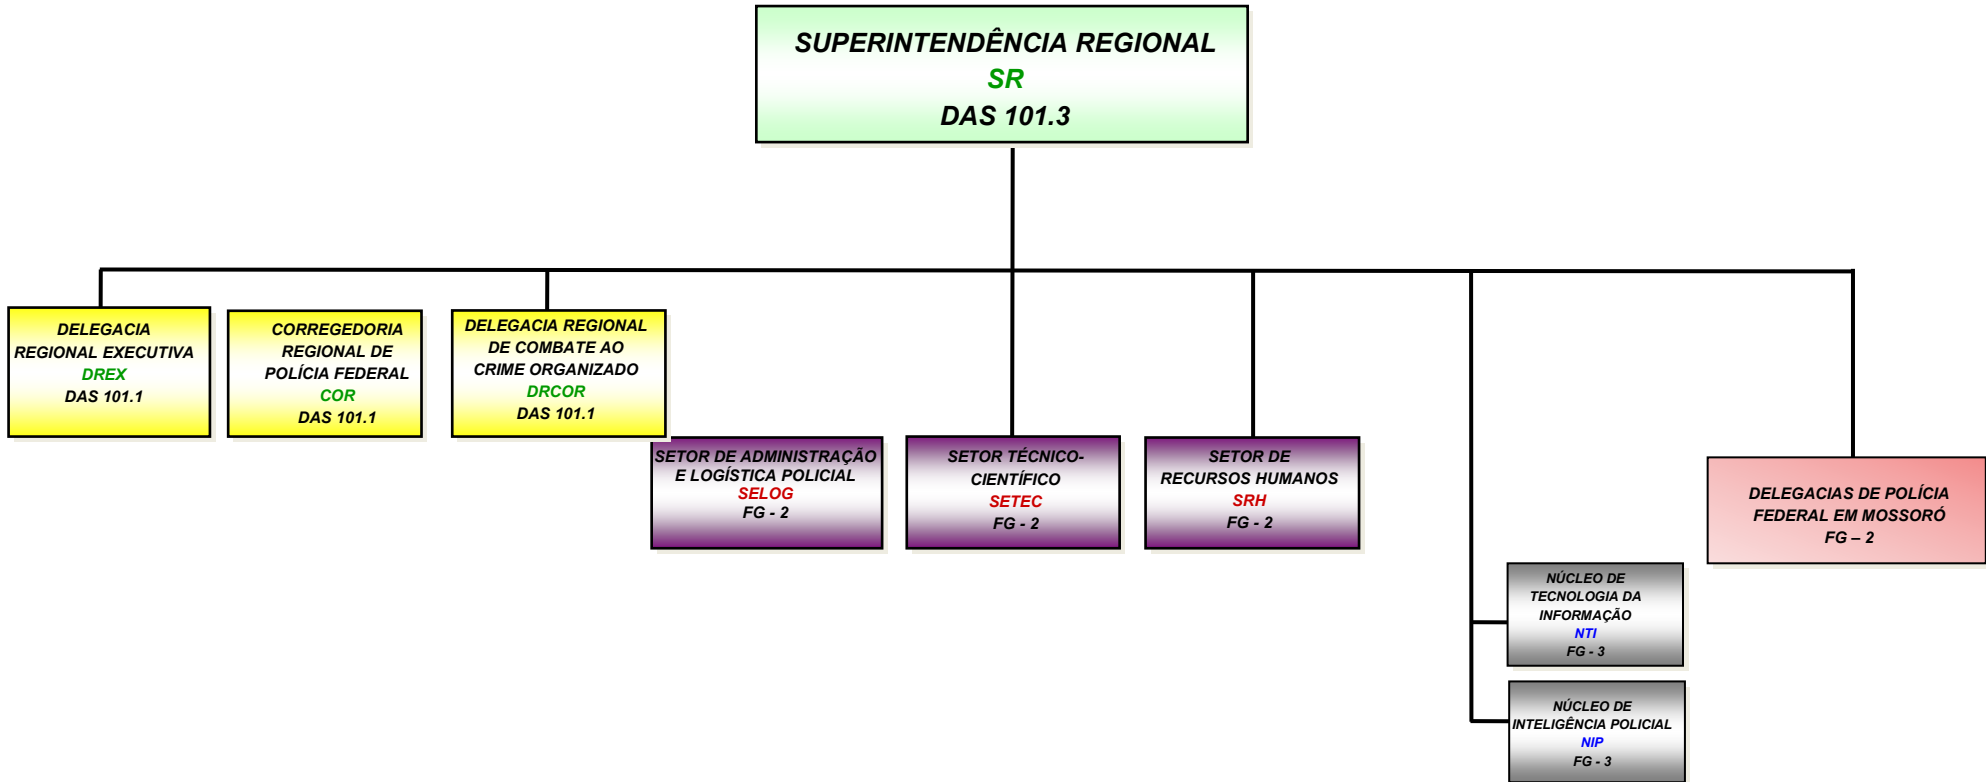 SUPERINTENDÊNCIA REGIONAL
SR
DAS 101.3
DELEGACIA
REGIONAL EXECUTIVA
DREX
DAS 101.1
CORREGEDORIA
REGIONAL DE
POLÍCIA FEDERAL
COR
DAS 101.1
DELEGACIA REGIONAL
DE COMBATE AO
CRIME ORGANIZADO
DRCOR
DAS 101.1
SETOR DE ADMINISTRAÇÃO
E LOGÍSTICA POLICIAL
SELOG
FG - 2
SETOR TÉCNICO-
CIENTÍFICO
SETEC
FG - 2
SETOR DE
RECURSOS HUMANOS
SRH
FG - 2
DELEGACIAS DE POLÍCIA
FEDERAL EM MOSSORÓ
FG – 2
NÚCLEO DE
TECNOLOGIA DA
INFORMAÇÃO
NTI
FG - 3
NÚCLEO DE
INTELIGÊNCIA POLICIAL
NIP
FG - 3